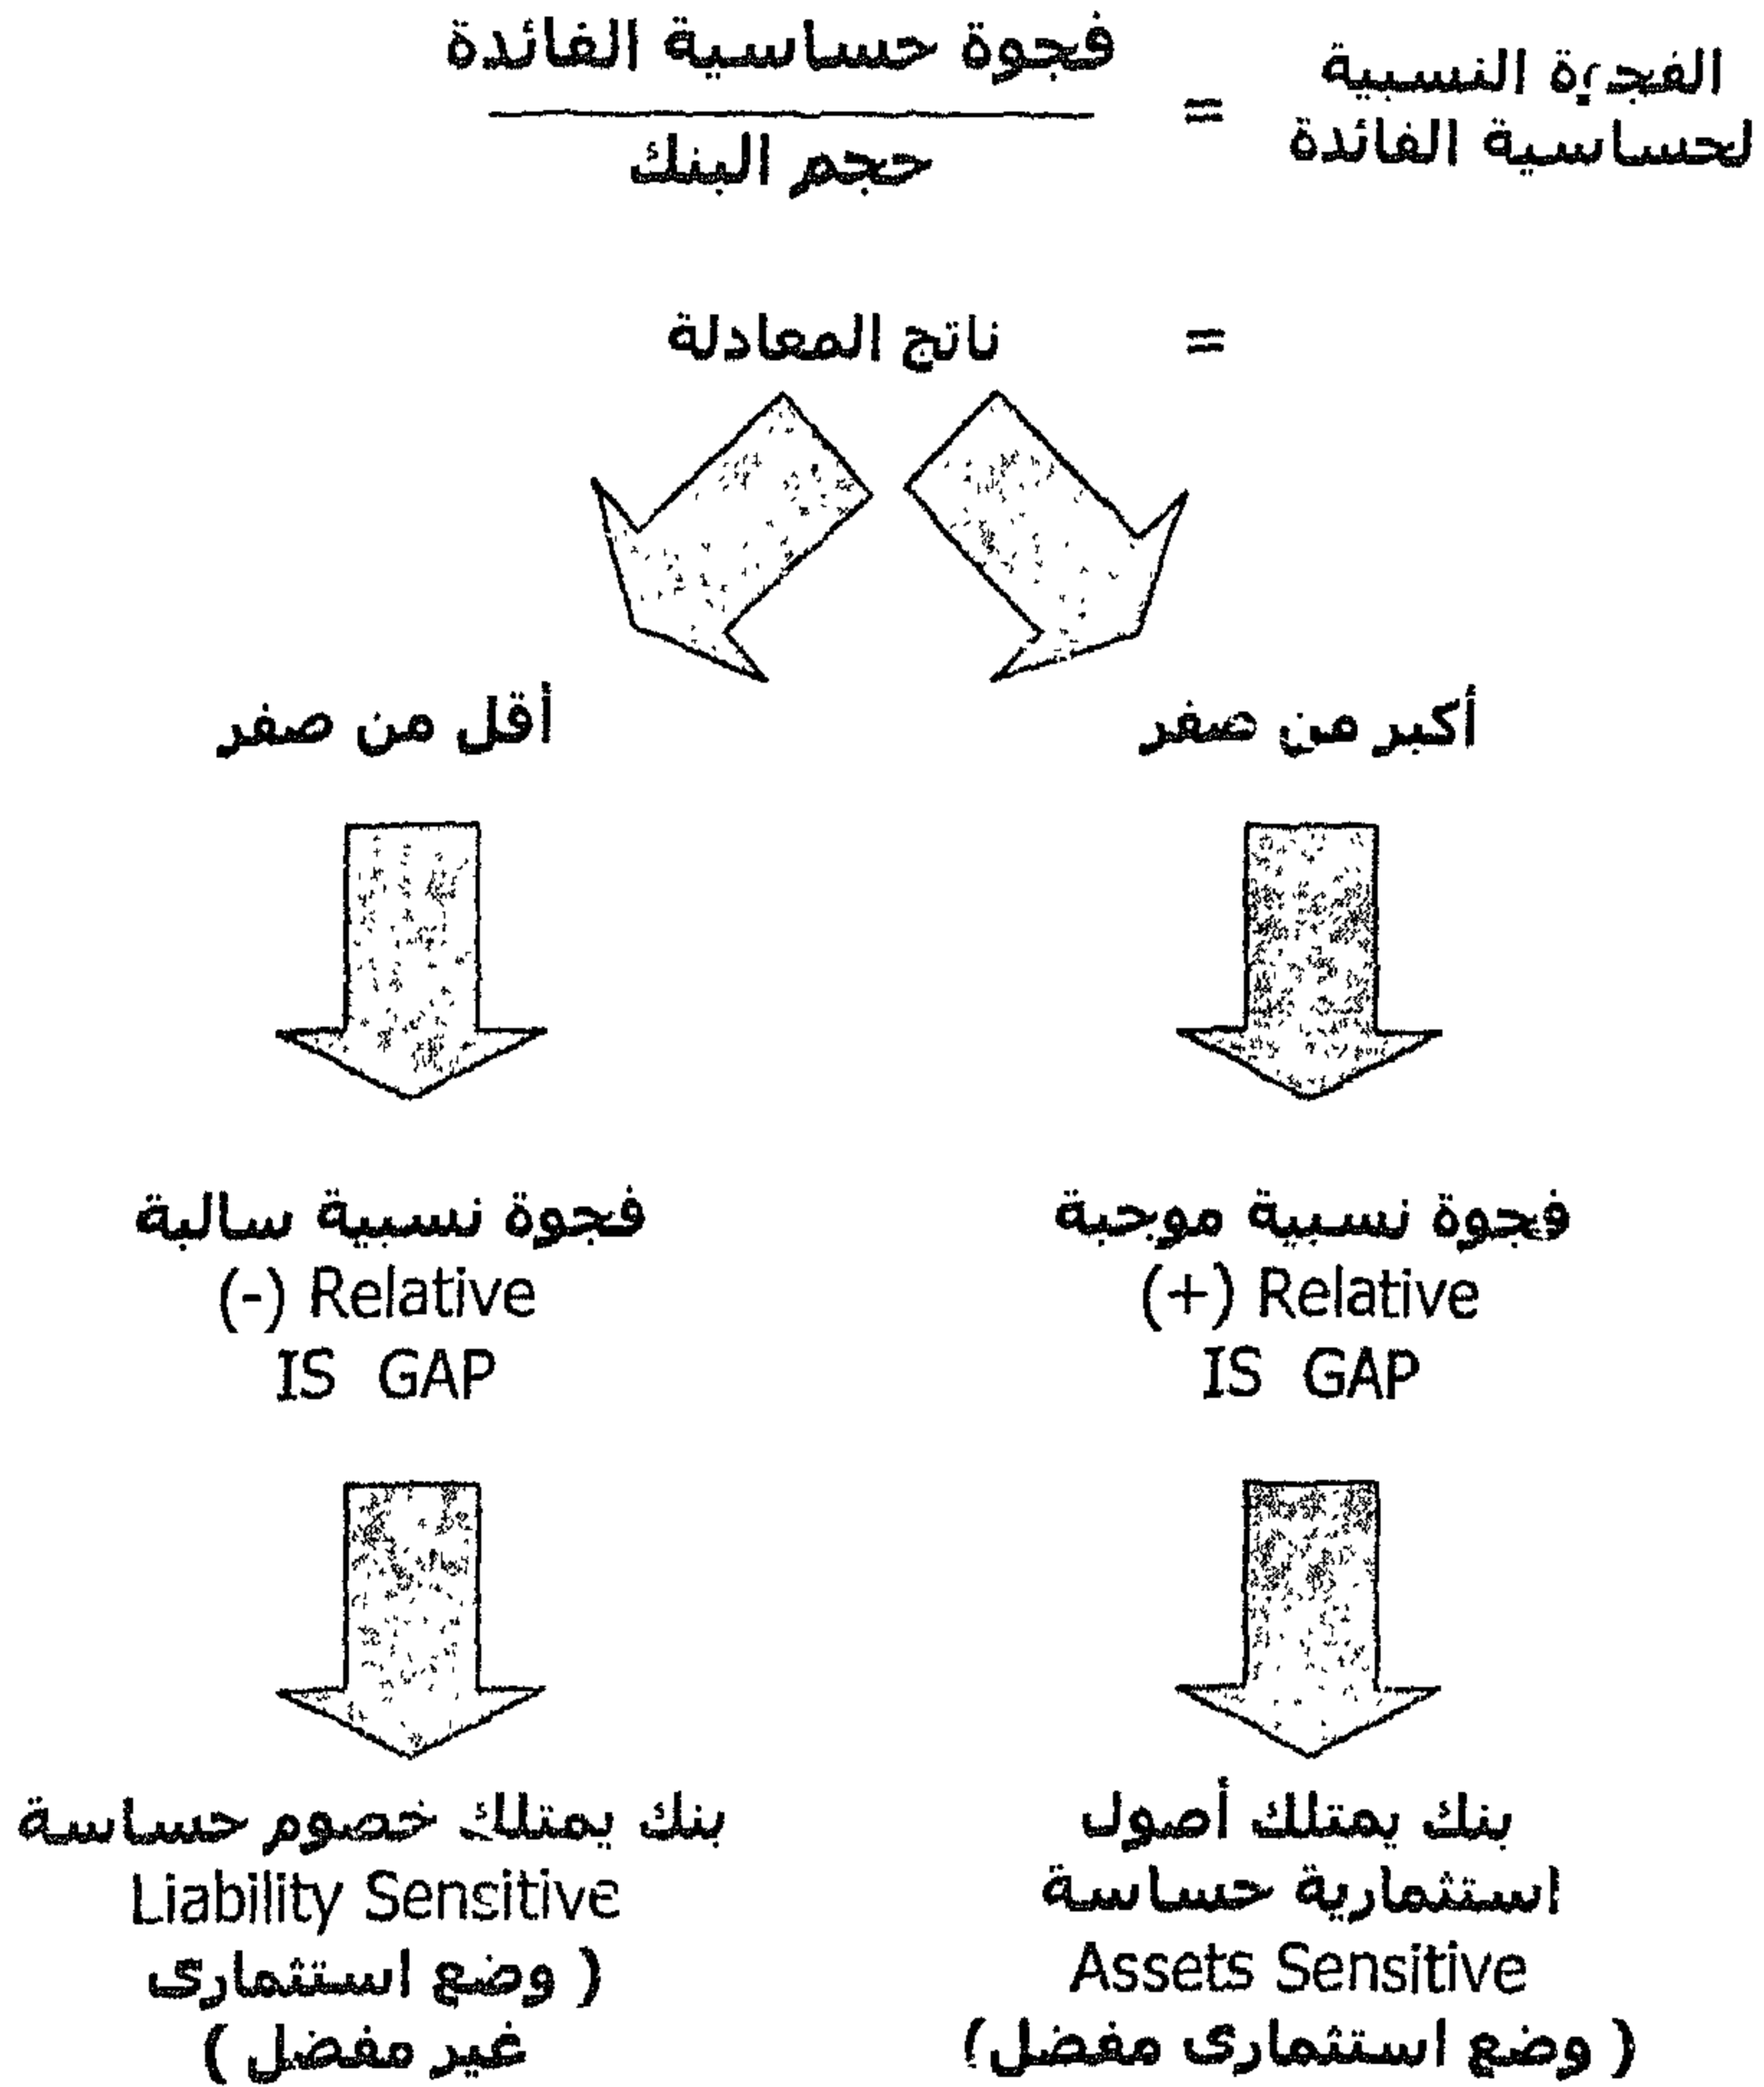 الفجوة النسبية
لحساسية الفائدة
=
فجوة حساسية الفائدة
حجم البنك
= ناتج المعادلة
أكبر من صفر
أقل من صفر
فجوة نسبية موجبة
(+) Relative
IS GAP
فجوة نسبية سالبة
(-) Relative
IS GAP
بنك يمتلك أصول
استثمارية حساسة
Assets Sensitive
( وضع استثمارى مفضل )
بنك يمتلك خصوم حساسة
Liability Sensitive
( وضع استثمارى
غير مفضل )